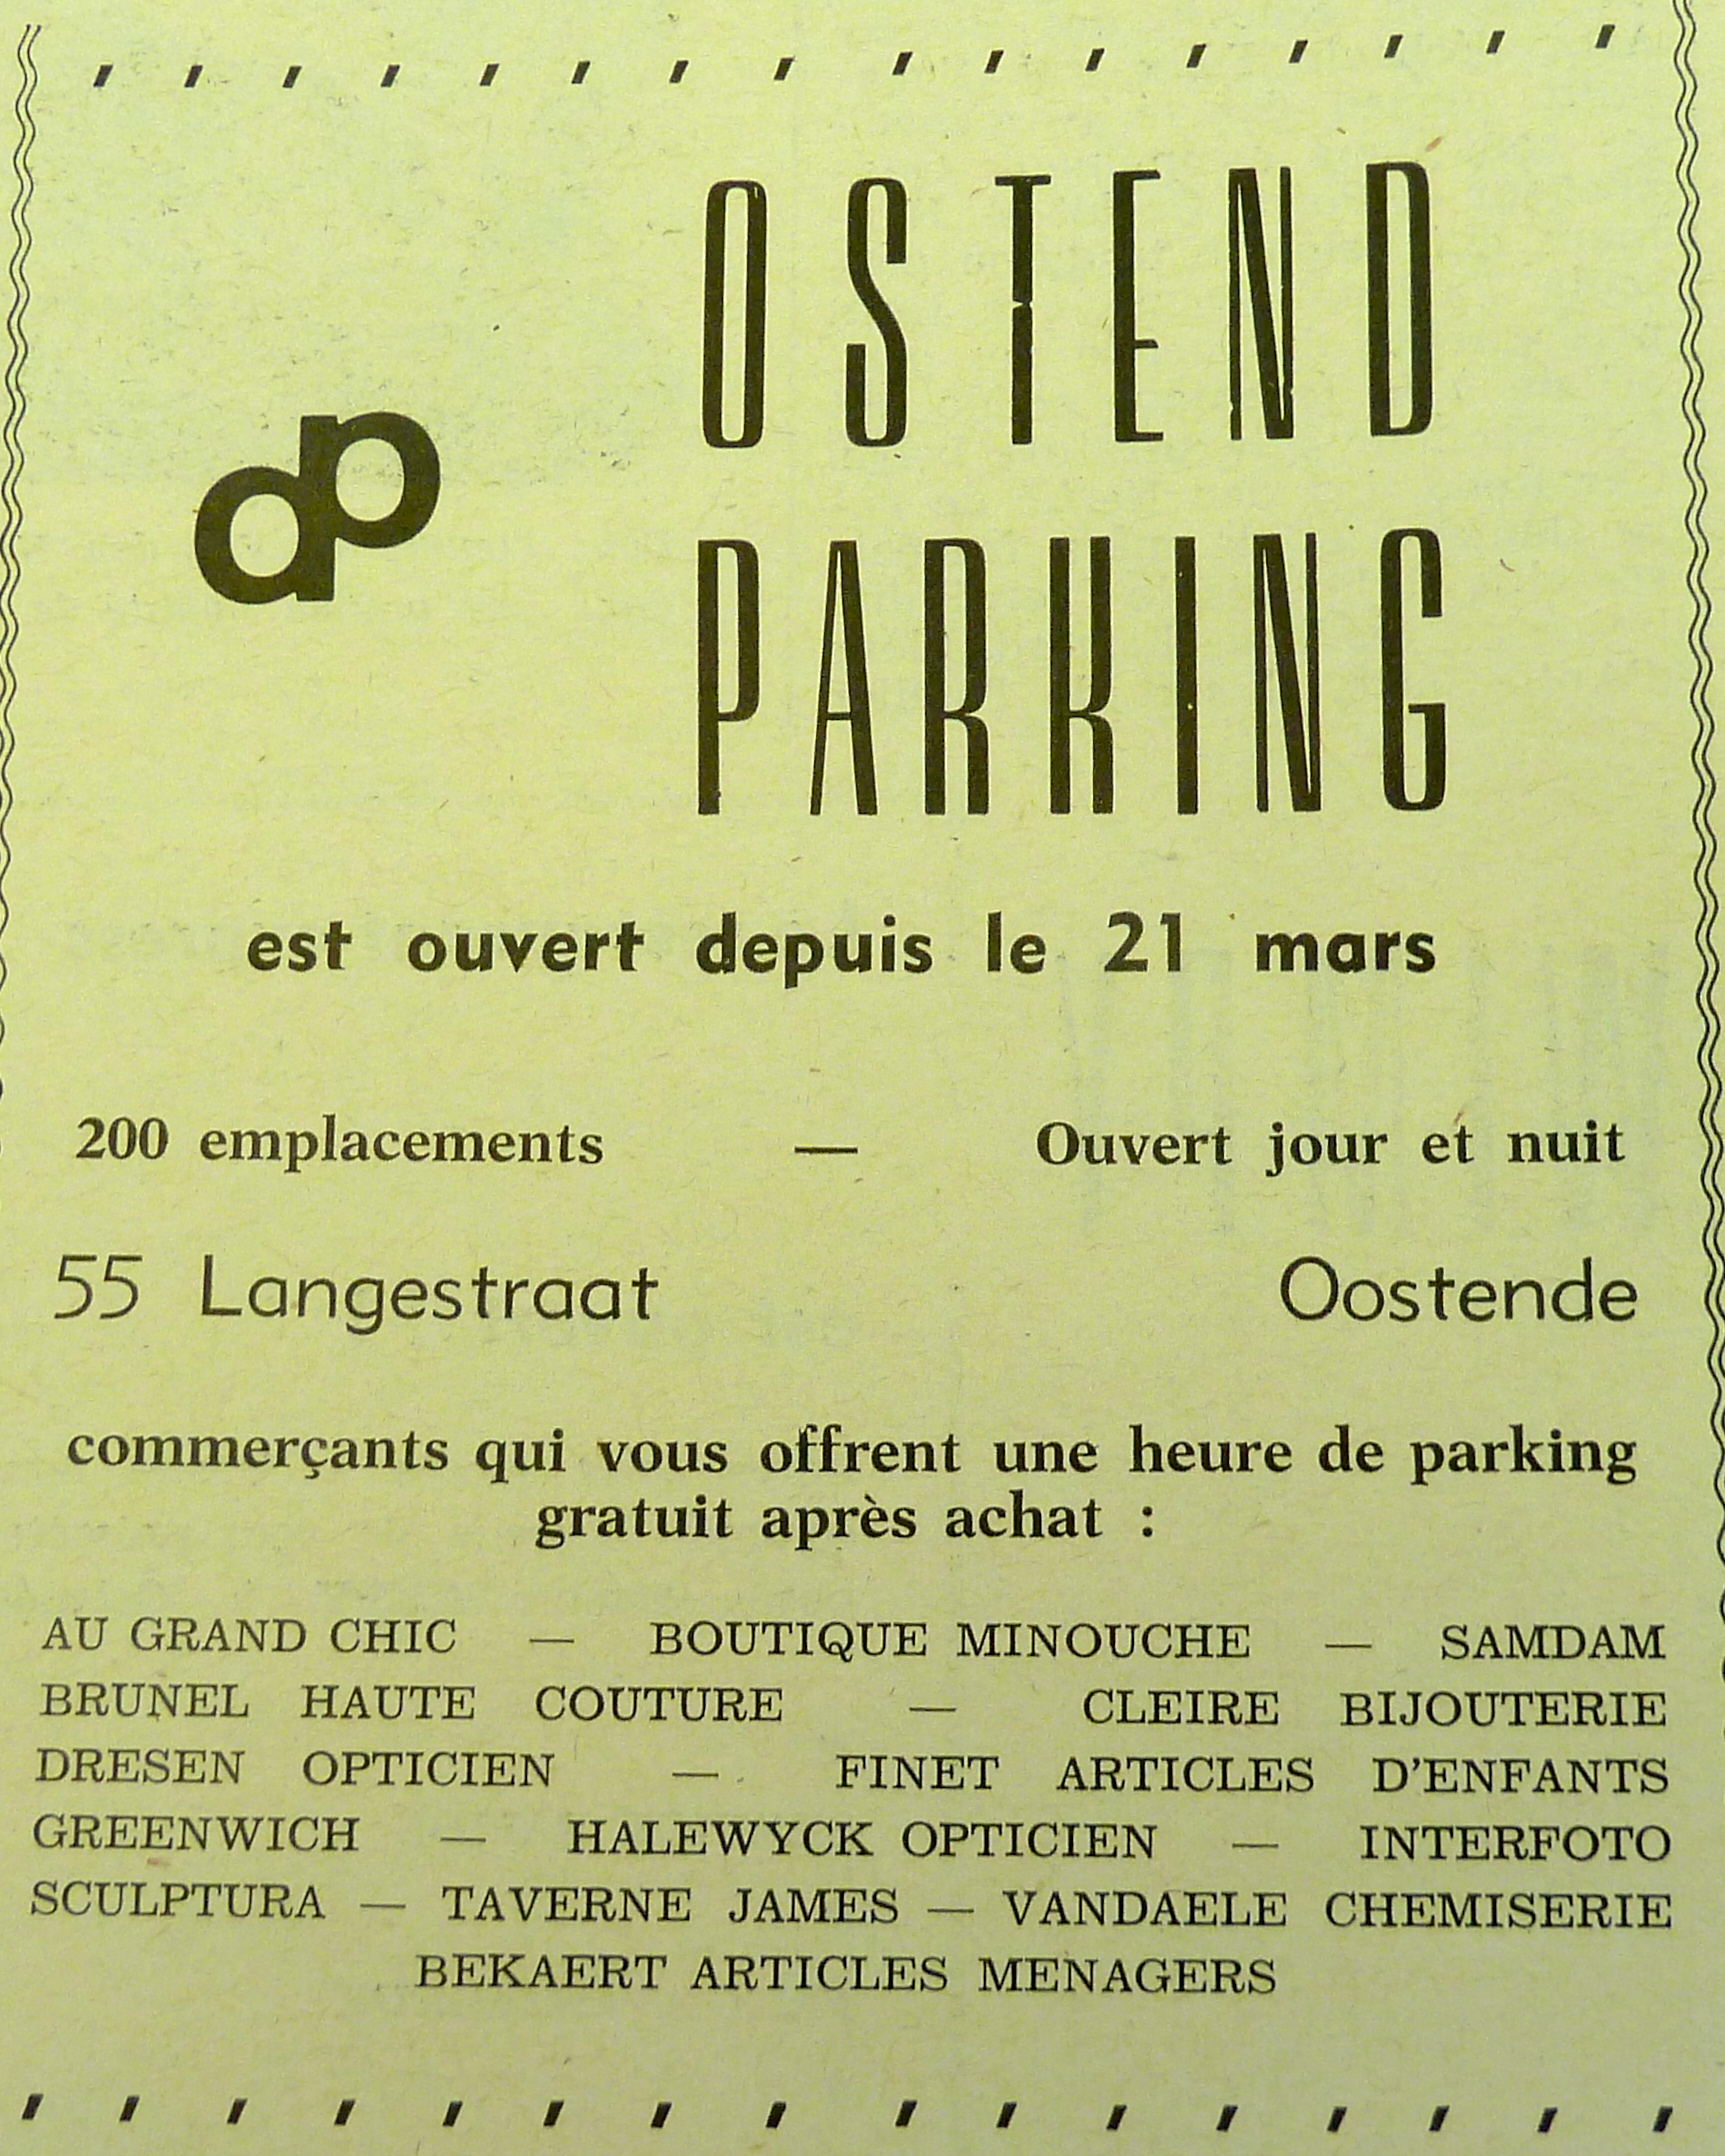 OSTEND
op
PARKING
est ouvert depuis le 21 mars
200 emplacements — Ouvert jour et nuit
55 Langestraat Oostende
commerçants qui vous offrent une heure de parking
gratuit après achat :
AU GRAND CHIC — BOUTIQUE MINOUCHE — SAMDAM
BRUNEL HAUTE COUTURE — CLEIRE BIJOUTERIE
DRESEN OPTICIEN — FINET ARTICLES D'ENFANTS
GREENWICH — HALEWYCK OPTICIEN — INTERFOTO
SCULPTURA — TAVERNE JAMES — VANDAELE CHEMISERIE
BEKAERT ARTICLES MENAGERS